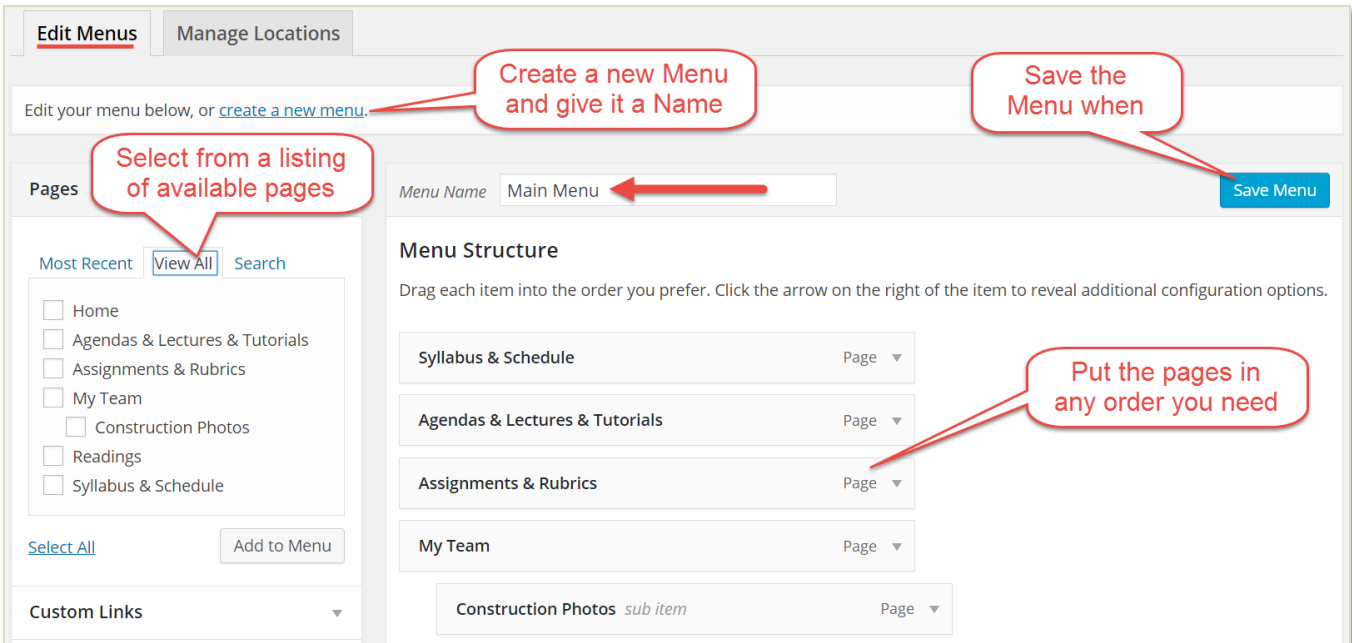 Edit Menus
Manage Locations
Create a new Menu
and give it a Name
Save the
Menu when
Edit your menu below, or create a new menu.
Select from a listing
of available pages
Pages
Menu Name
Main Menu
Save Menu
Most Recent
View All
Search
Home
Agendas & Lectures & Tutorials
Assignments & Rubrics
My Team
Construction Photos
Readings
Syllabus & Schedule
Select All
Add to Menu
Custom Links
Menu Structure
Drag each item into the order you prefer. Click the arrow on the right of the item to reveal additional configuration options.
Syllabus & Schedule Page
Agendas & Lectures & Tutorials Page
Put the pages in
any order you need
Assignments & Rubrics Page
My Team Page
Construction Photos sub item Page